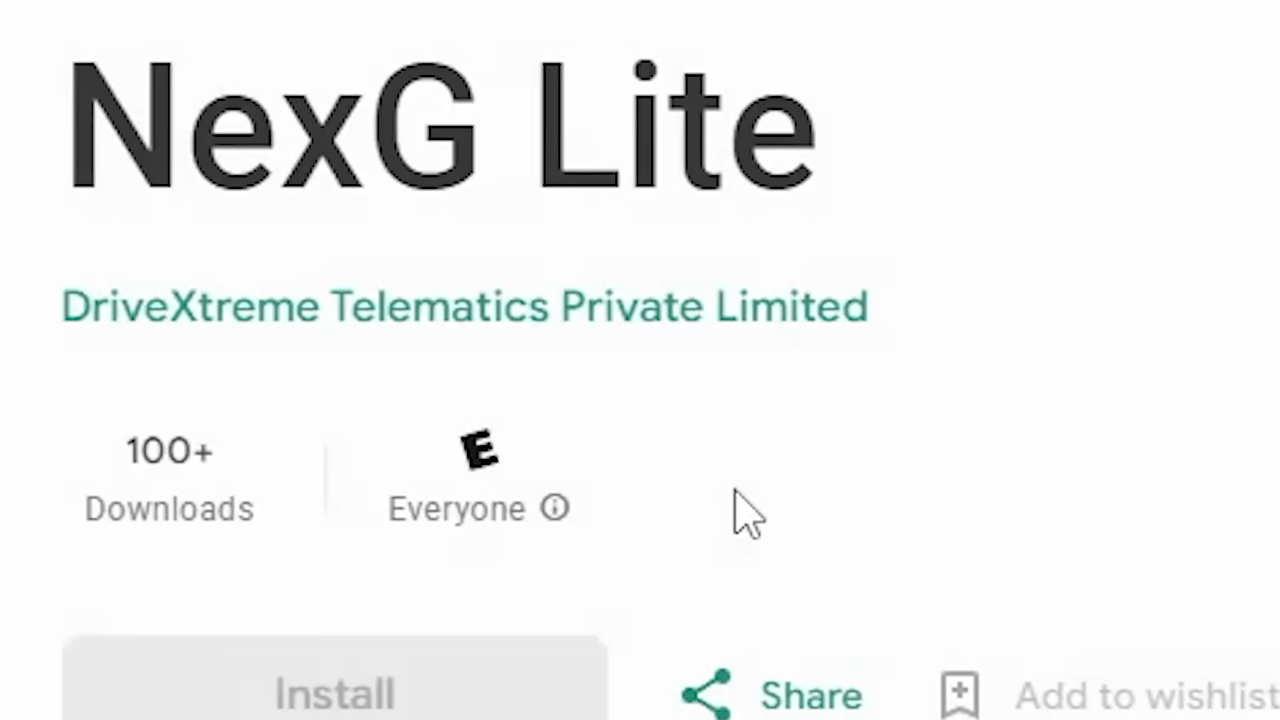 NexG Lite
DriveXtreme Telematics Private Limited
100+
E
Downloads
Everyone
Install
Share
Add to wishlist